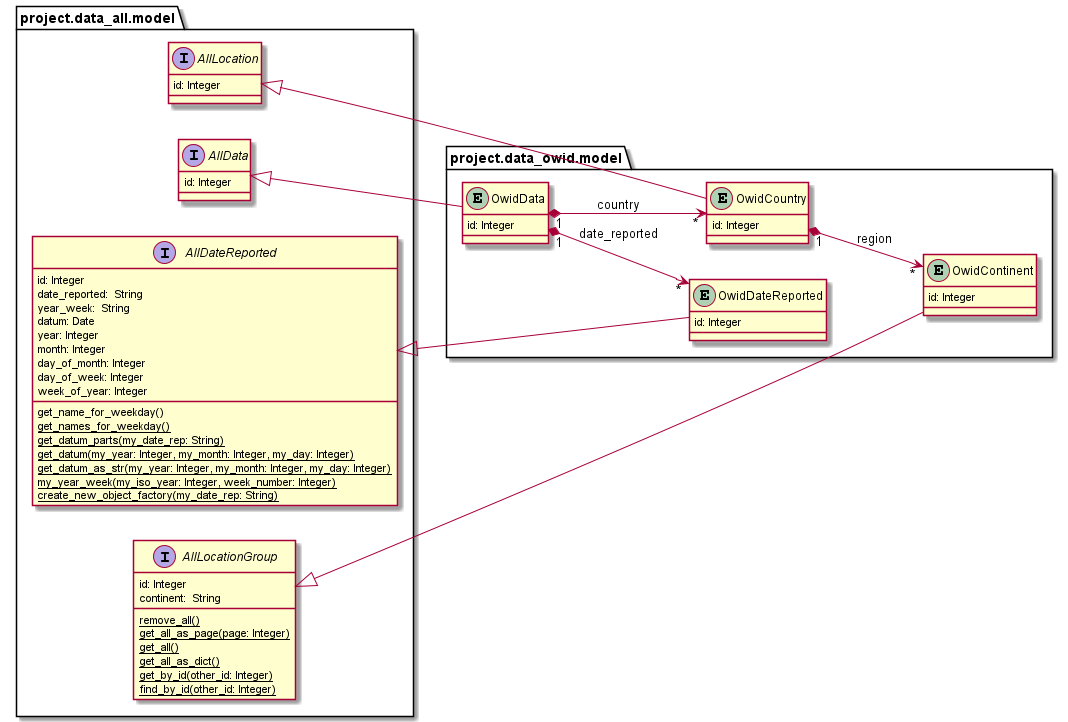 project.data_all.model
I AllLocation
id: Integer
I AllData
id: Integer
I AllDateReported
id: Integer
date_reported: String
year_week: String
datum: Date
year: Integer
month: Integer
day_of_month: Integer
day_of_week: Integer
week_of_year: Integer
get_name_for_weekday()
get_names_for_weekday()
get_datum_parts(my_date_rep: String)
get_datum(my_year: Integer, my_month: Integer, my_day: Integer)
get_datum_as_str(my_year: Integer, my_month: Integer, my_day: Integer)
my_year_week(my_iso_year: Integer, week_number: Integer)
create_new_object_factory(my_date_rep: String)
I AllLocationGroup
id: Integer
continent: String
remove_all()
get_all_as_page(page: Integer)
get_all()
get_all_as_dict()
get_by_id(other_id: Integer)
find_by_id(other_id: Integer)
project.data_owid.model
E OwidData
id: Integer
country
1
*
date_reported
1
*
E OwidCountry
id: Integer
region
1
*
E OwidDateReported
id: Integer
E OwidContinent
id: Integer